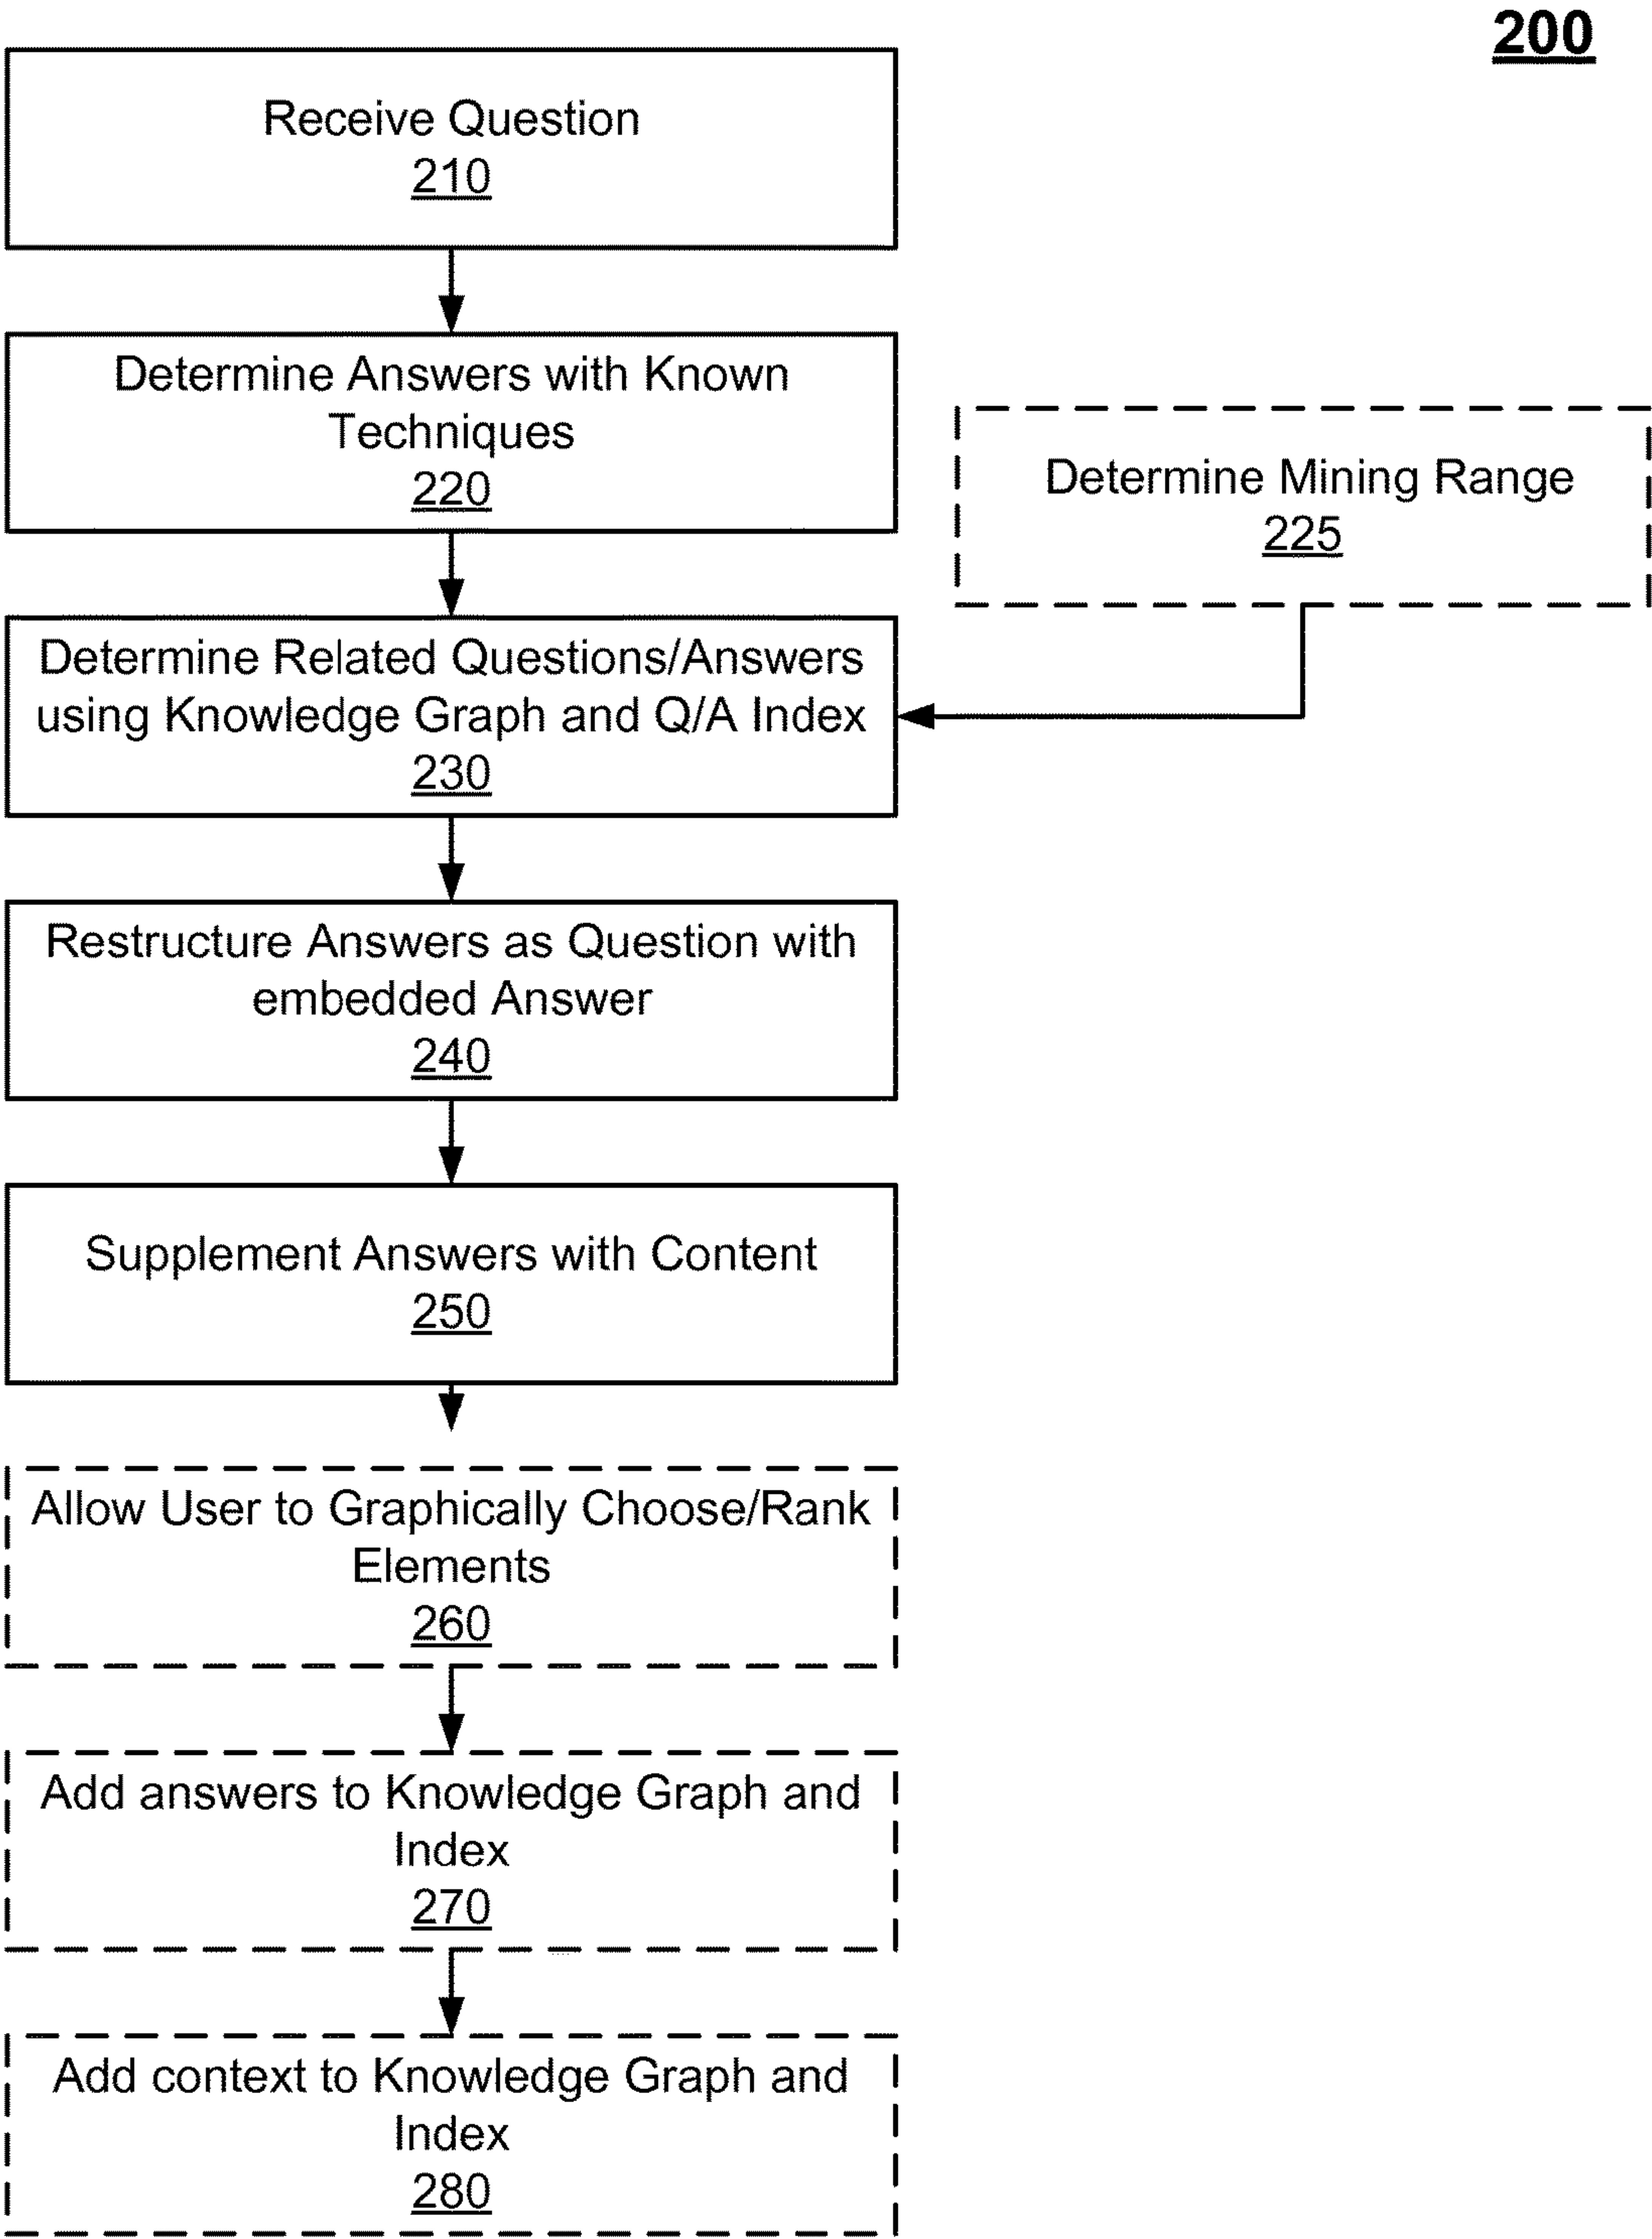 200
Receive Question
210
Determine Answers with Known
Techniques
220
Determine Mining Range
225
Determine Related Questions/Answers
using Knowledge Graph and Q/A Index
230
Restructure Answers as Question with
embedded Answer
240
Supplement Answers with Content
250
Allow User to Graphically Choose/Rank
Elements
260
Add answers to Knowledge Graph and
Index
270
Add context to Knowledge Graph and
Index
280